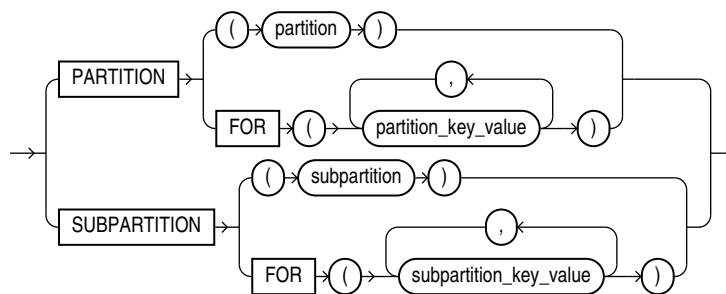 ( partition )
PARTITION
,
FOR ( partition_key_value )
( subpartition )
SUBPARTITION
,
FOR ( subpartition_key_value )